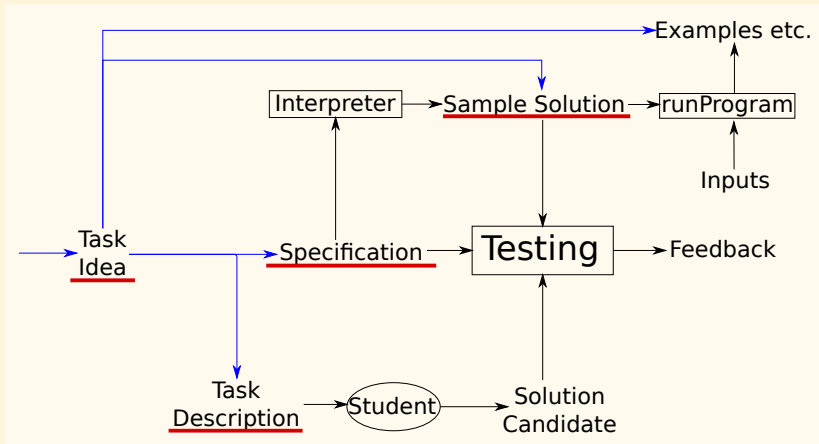 Examples etc.
Interpreter
Sample Solution
runProgram
Inputs
Task
Idea
Specification
Testing
Feedback
Task
Description
Student
Solution
Candidate